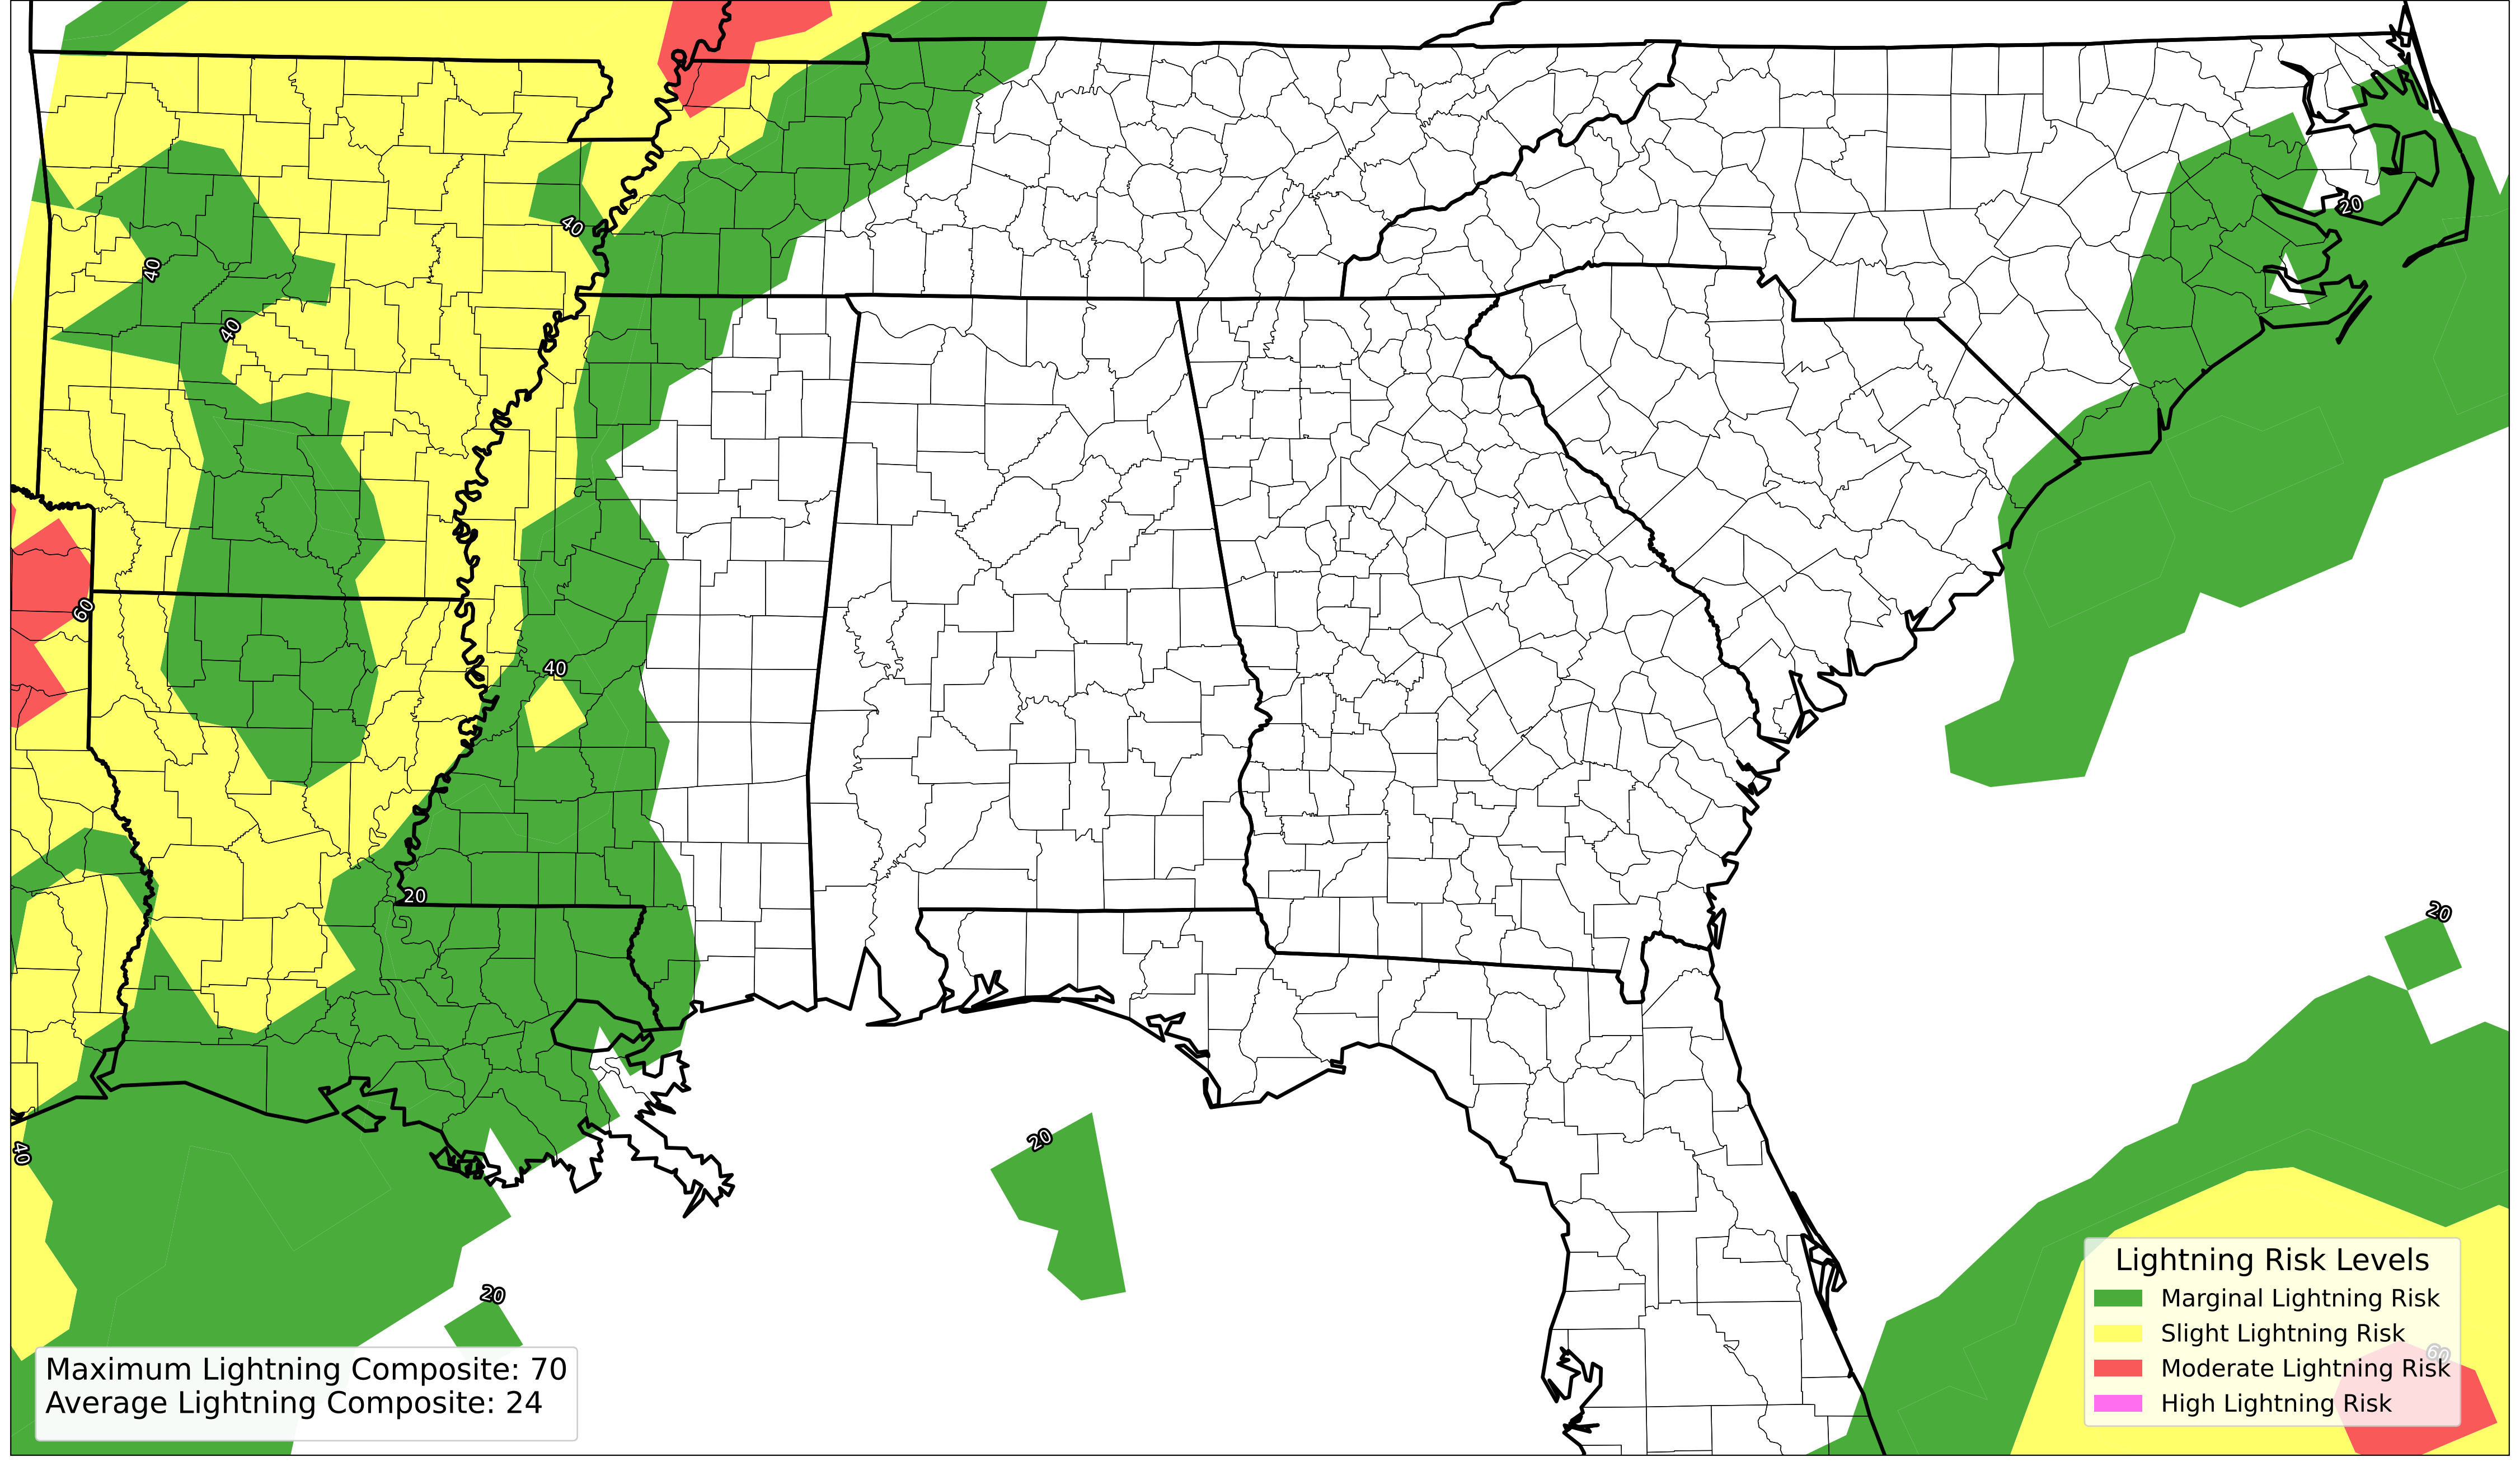 20
40
40
40
60
40
20
20
40
20
20
Maximum Lightning Composite: 70
Average Lightning Composite: 24
Lightning Risk Levels
Marginal Lightning Risk
Slight Lightning Risk
60
Moderate Lightning Risk
High Lightning Risk